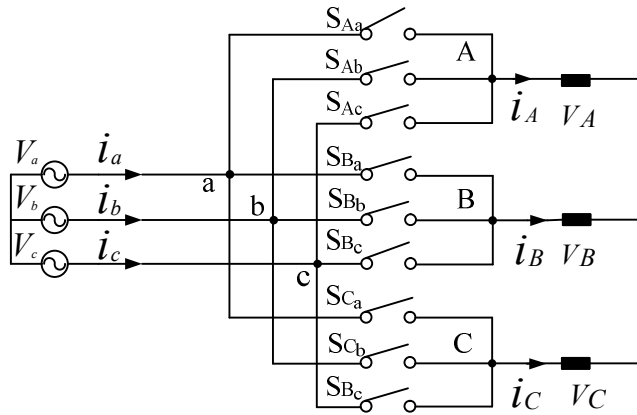 S_Aa
A
S_Ab
S_Ac
i_A
V_A
V_a
i_a
a
S_Ba
V_b
i_b
b
S_Bb
B
V_c
i_c
c
S_Bc
i_B
V_B
S_Ca
S_Cb
C
S_Bc
i_C
V_C